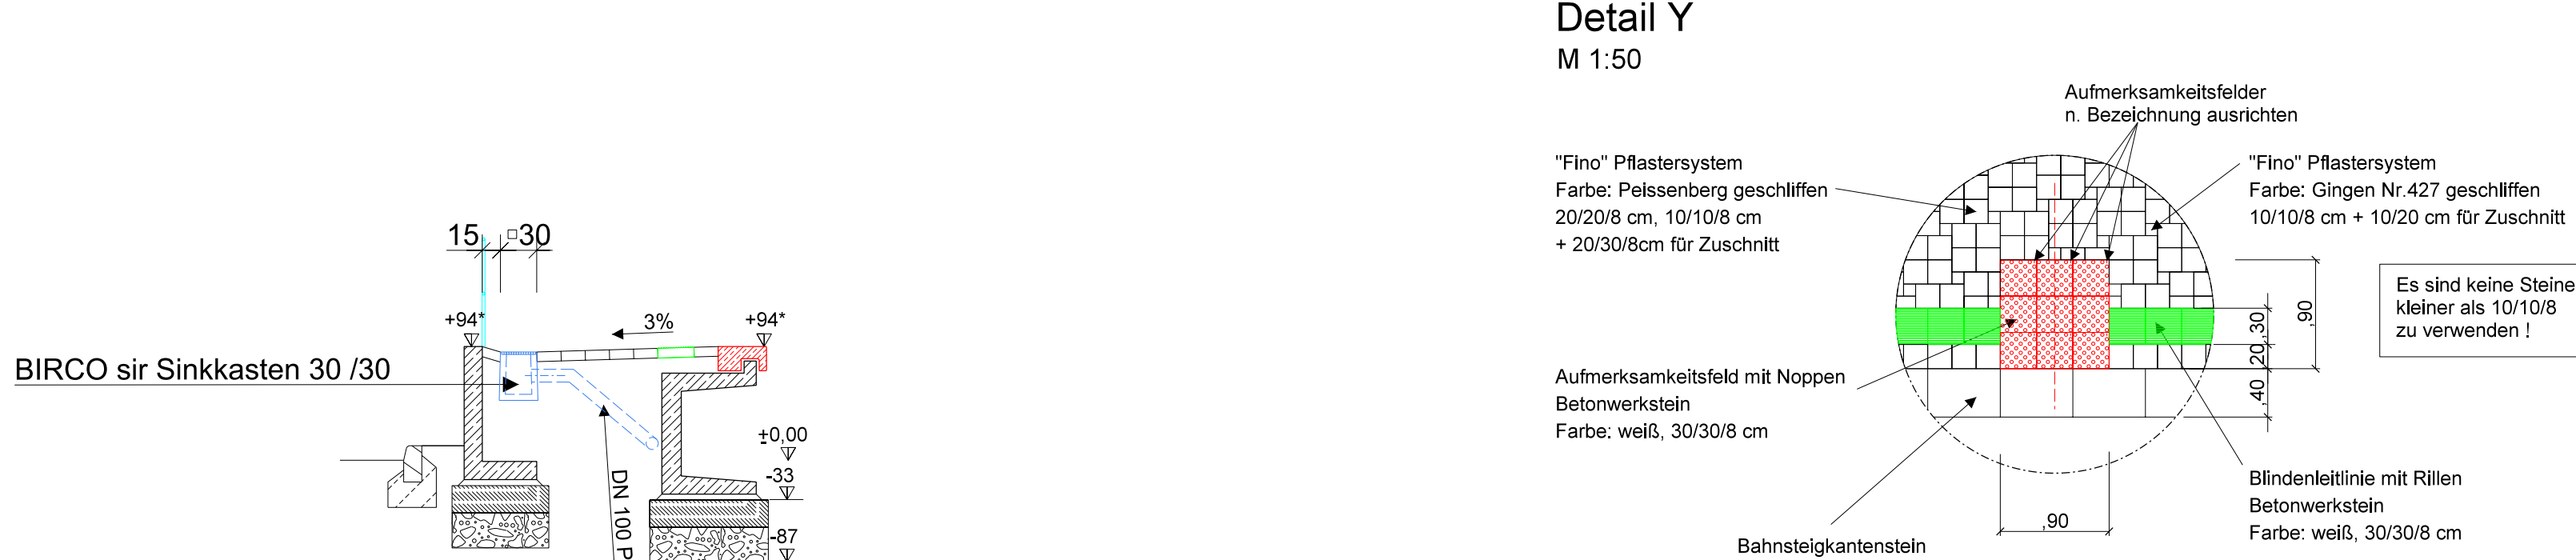 Detail Y
M 1:50
Aufmerksamkeitsfelder
n. Bezeichnung ausrichten
"Fino" Pflastersystem
Farbe: Peissenberg geschliffen
20/20/8 cm, 10/10/8 cm
+ 20/30/8cm für Zuschnitt
"Fino" Pflastersystem
Farbe: Gingen Nr.427 geschliffen
10/10/8 cm + 10/20 cm für Zuschnitt
Es sind keine Steine
kleiner als 10/10/8
zu verwenden !
,30
,90
,20
,40
Aufmerksamkeitsfeld mit Noppen
Betonwerkstein
Farbe: weiß, 30/30/8 cm
Blindenleitlinie mit Rillen
Betonwerkstein
Farbe: weiß, 30/30/8 cm
,90
Bahnsteigkantenstein
15 □30
+94* 3% +94*
BIRCO sir Sinkkasten 30 /30
±0,00
-33
DN 100 P
-87